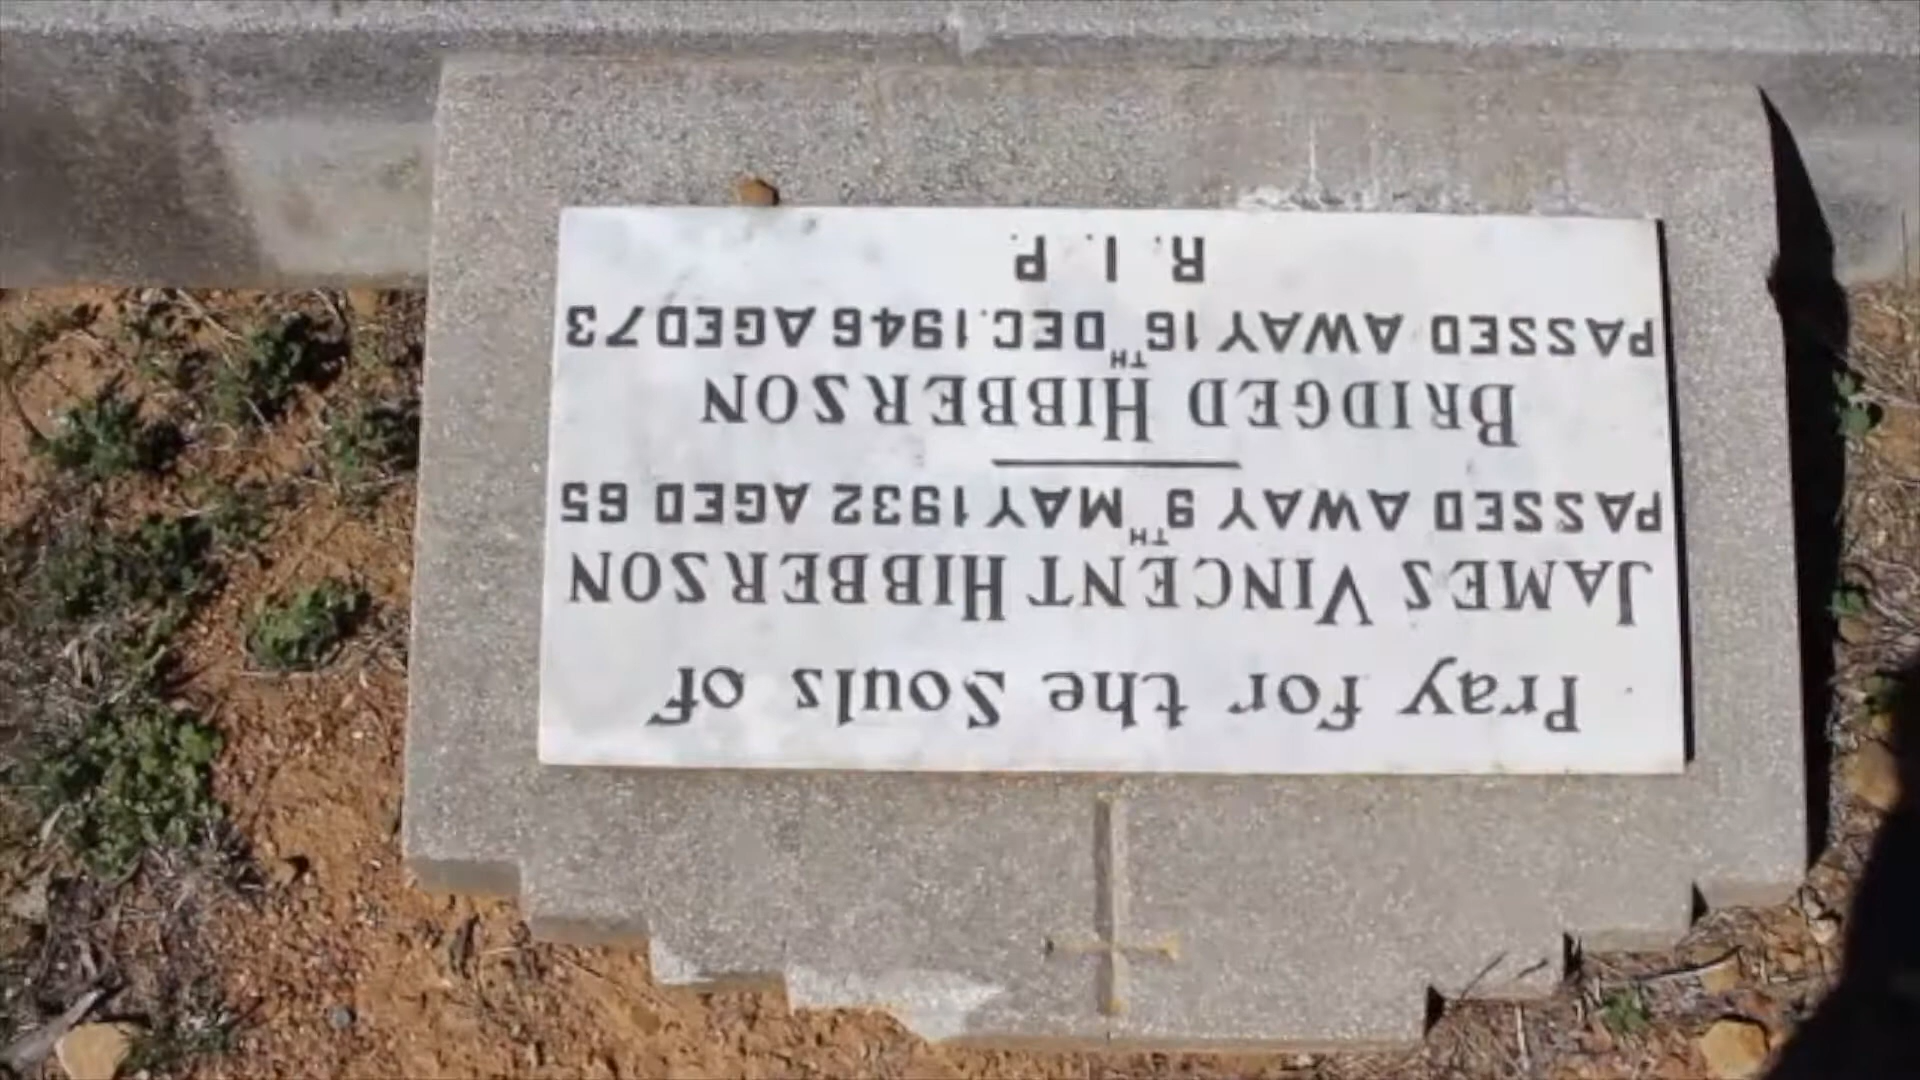 Pray for the Souls of
JAMES VINCENT HIBBERSON
PASSED AWAY 9TH MAY 1932 AGED 65
BRIDGED HIBBERSON
PASSED AWAY 16TH DEC. 1946 AGED 73
R. I. P.